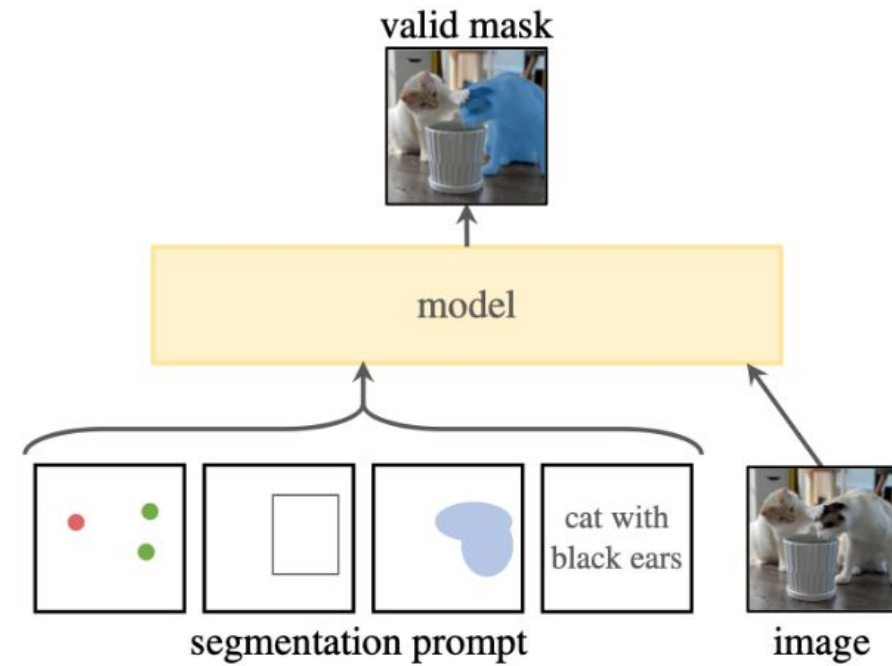 valid mask
model
cat with
black ears
segmentation prompt
image